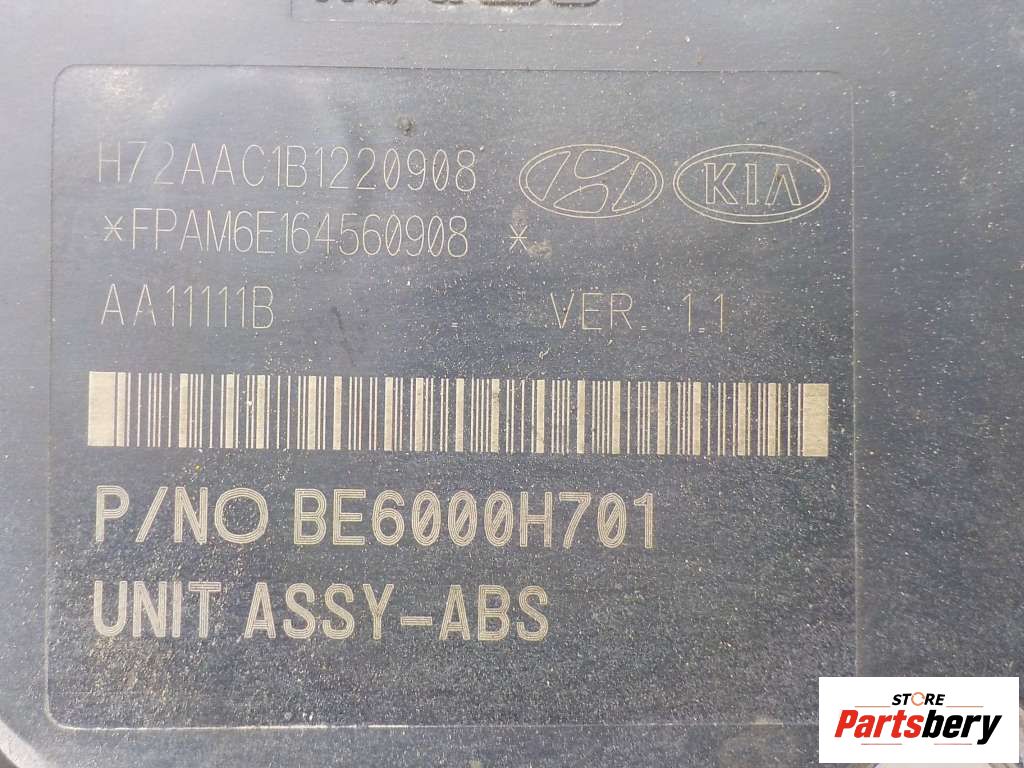 H72AAC1B1220908
KIA
*FPAM6E164560908 *
AA11111B VER. 1.1
P/NO BE6000H701
UNIT ASSY-ABS
STORE
Partsbery